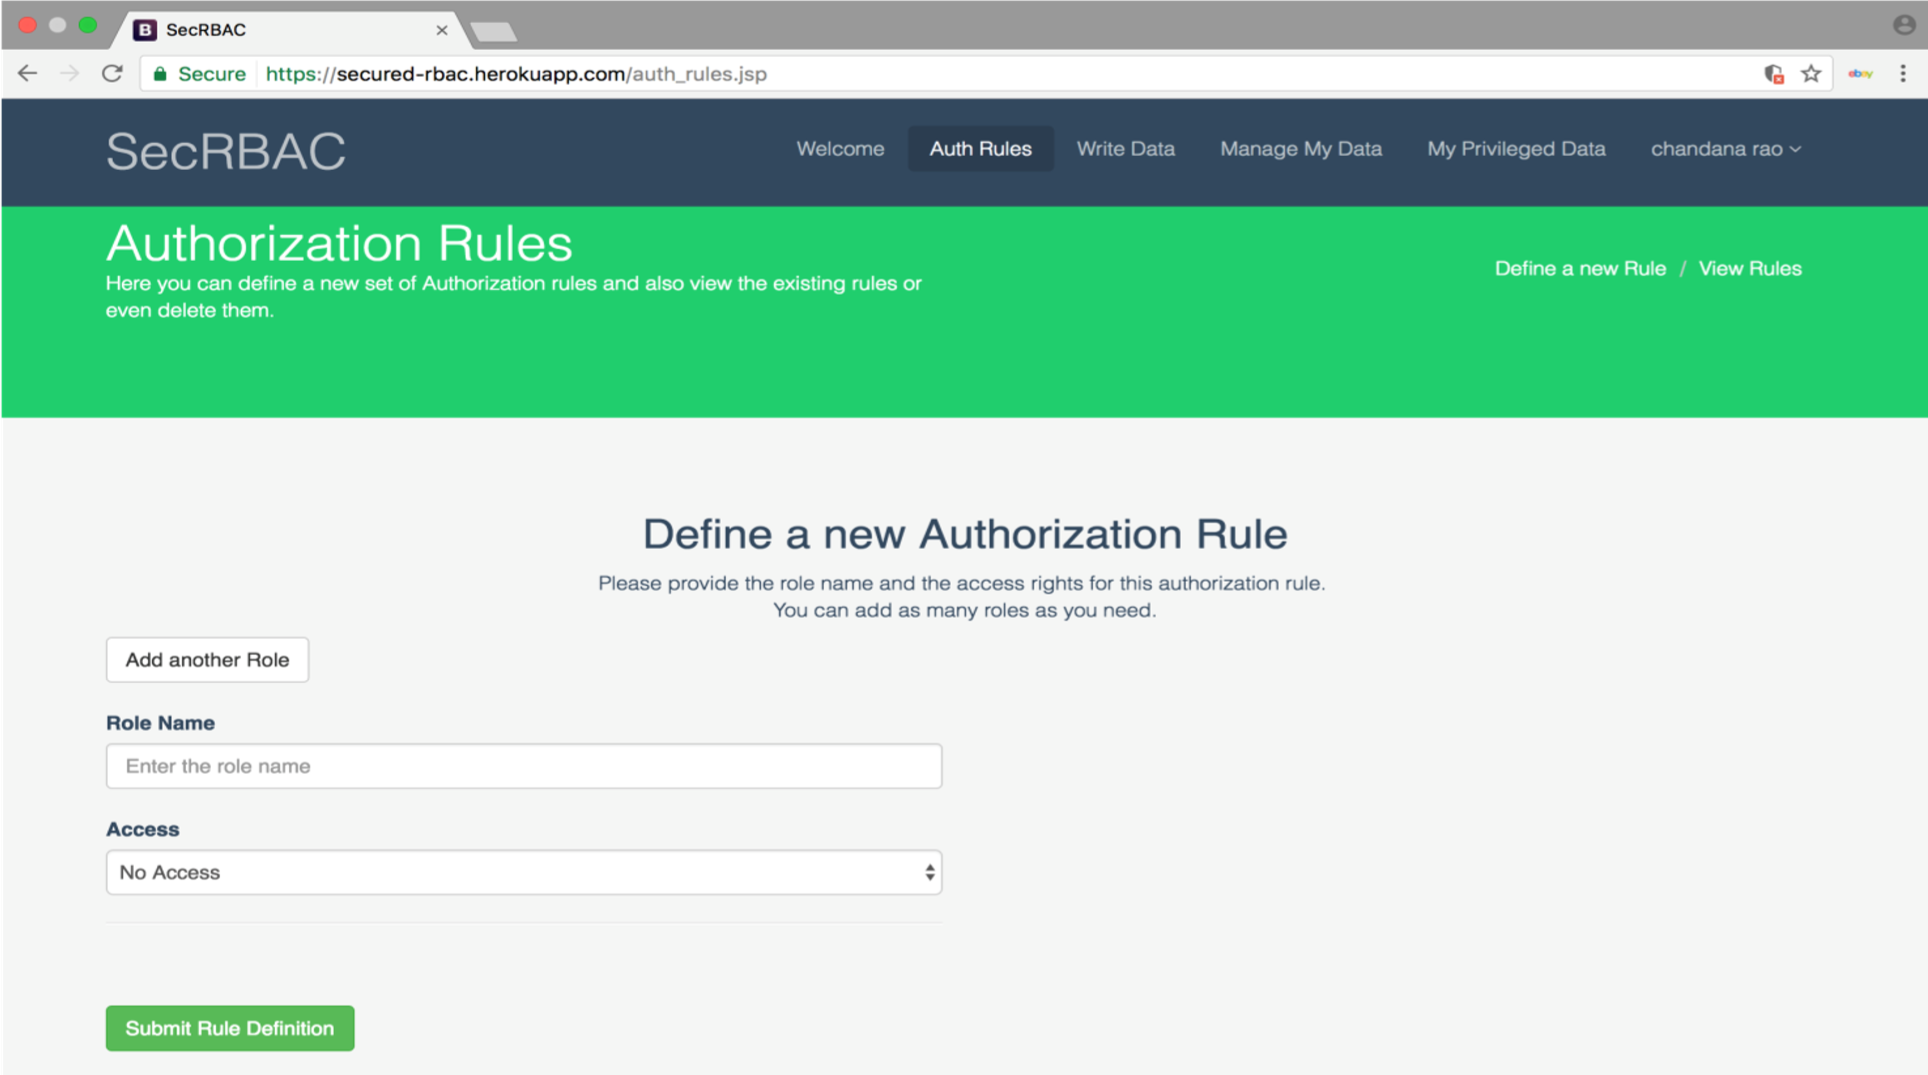 SecRBAC
Secure https://secured-rbac.herokuapp.com/auth_rules.jsp
ebay
SecRBAC
Welcome Auth Rules Write Data Manage My Data My Privileged Data chandana rao
Authorization Rules
Here you can define a new set of Authorization rules and also view the existing rules or
even delete them.
Define a new Rule / View Rules
Define a new Authorization Rule
Please provide the role name and the access rights for this authorization rule.
You can add as many roles as you need.
Add another Role
Role Name
Enter the role name
Access
No Access
Submit Rule Definition